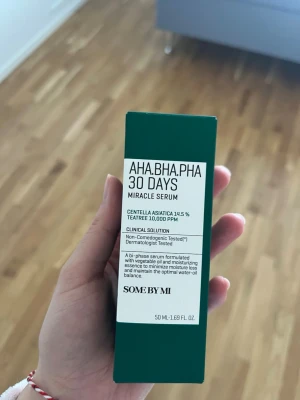 AHA.BHA.PHA
30 DAYS
MIRACLE SERUM
CENTELLA ASIATICA 14.5 %
TEATREE 10,000 PPM
CLINICAL SOLUTION
Non-Comedogenic Tested(*)
Dermatologist Tested
A bi-phase serum formulated
with vegetable oil and moisturizing
essence to minimize moisture loss
and maintain the optimal water-oil
balance.
SOME BY MI
50 ML·1.69 FL. OZ.